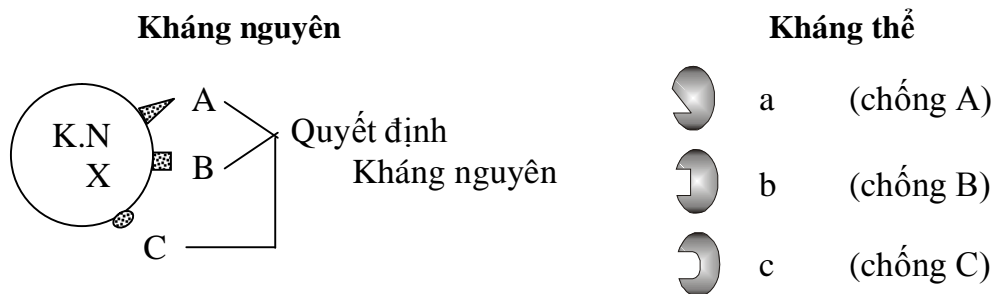 Kháng nguyên
Kháng thể
K.N
X
A
B
C
Quyết định
Kháng nguyên
a (chống A)
b (chống B)
c (chống C)